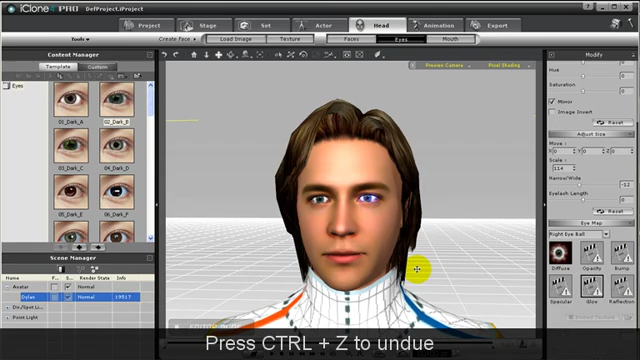 iClone4 PRO DefProject.iProject
Project Stage Set Actor Head Animation Export
Tools Create Face Load Image Texture Faces Eyes Mouth
Content Manager
Template Custom
Eyes
01_Dark_A 02_Dark_B
03_Dark_C 04_Dark_D
05_Dark_E 06_Dark_F
Scene Manager
Name F.. S.. Render State Info
Avatar Normal
Dylan Normal 19517
Dir/Spot Li..
Point Light
Preview Camera Pixel Shading
Modify
Hue
Saturation
Mirror
Image Invert
Reset
Adjust Size
Move :
X 0 Y 0 Z 0
Scale :
114 Reset
Narrow/Wide
-12
Eyelash Length
0
Eye Map
Right Eye Ball
Diffuse Opacity Bump
Specular Glow Reflection
Press CTRL + Z to undue